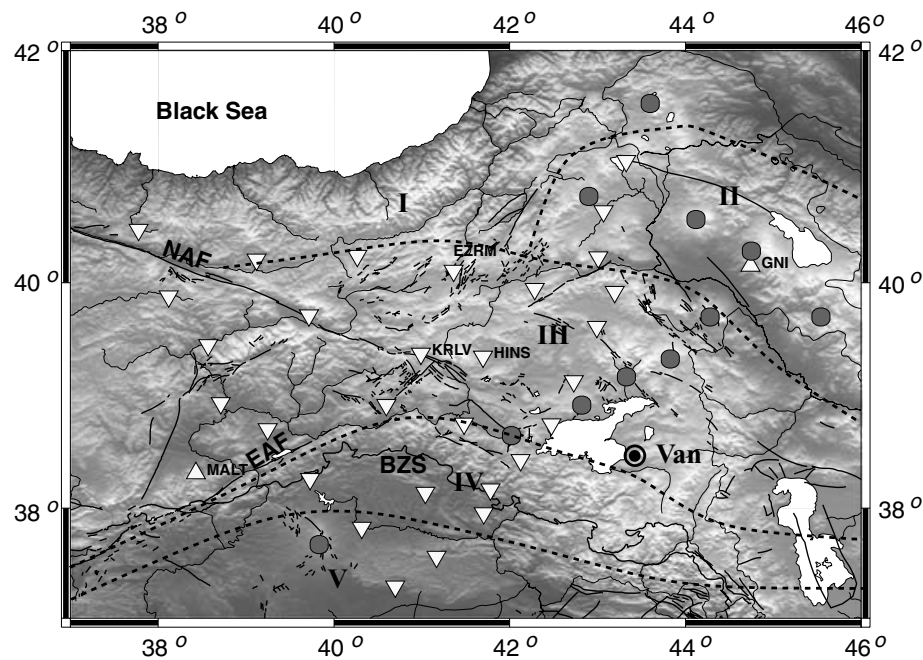 38 o 40 o 42 o 44 o 46 o
42 o 42 o
Black Sea
I
II
NAF
EZRM
GNI
40 o 40 o
III
KRLV HINS
EAF
MALT
BZS
Van
IV
38 o 38 o
V
38 o 40 o 42 o 44 o 46 o